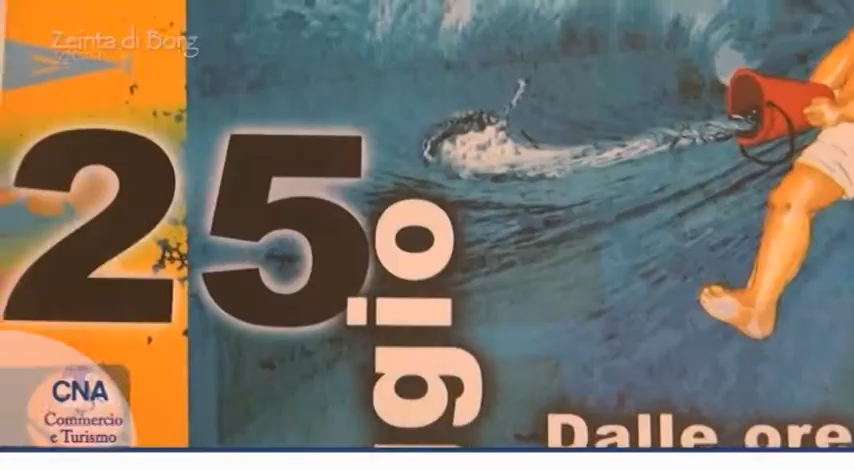 Zeinta di Borg
25
gio
CNA
Commercio
e Turismo
Dalle ore